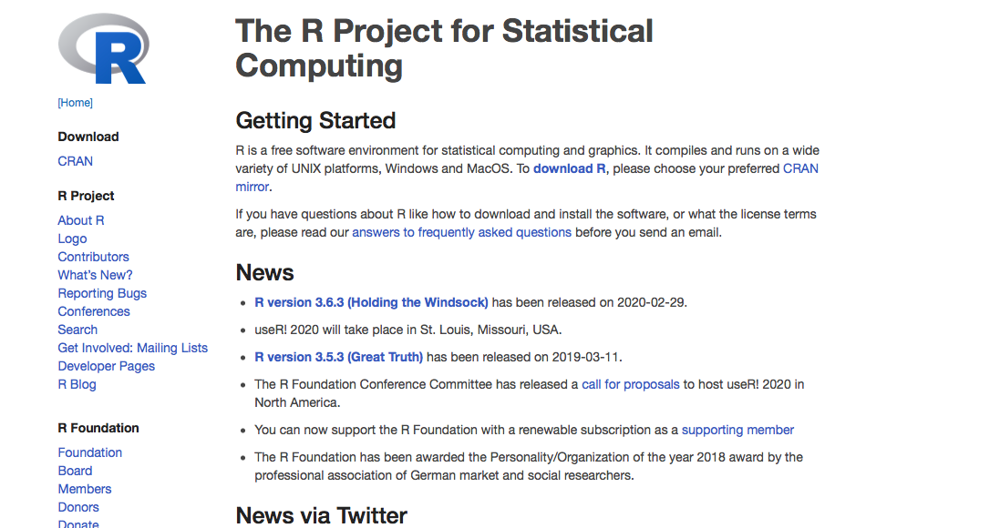 R
[Home]
Download
CRAN
R Project
About R
Logo
Contributors
What's New?
Reporting Bugs
Conferences
Search
Get Involved: Mailing Lists
Developer Pages
R Blog
R Foundation
Foundation
Board
Members
Donors
Donate
The R Project for Statistical
Computing
Getting Started
R is a free software environment for statistical computing and graphics. It compiles and runs on a wide
variety of UNIX platforms, Windows and MacOS. To download R, please choose your preferred CRAN
mirror.
If you have questions about R like how to download and install the software, or what the license terms
are, please read our answers to frequently asked questions before you send an email.
News
• R version 3.6.3 (Holding the Windsock) has been released on 2020-02-29.
• useR! 2020 will take place in St. Louis, Missouri, USA.
• R version 3.5.3 (Great Truth) has been released on 2019-03-11.
• The R Foundation Conference Committee has released a call for proposals to host useR! 2020 in
North America.
• You can now support the R Foundation with a renewable subscription as a supporting member
• The R Foundation has been awarded the Personality/Organization of the year 2018 award by the
professional association of German market and social researchers.
News via Twitter